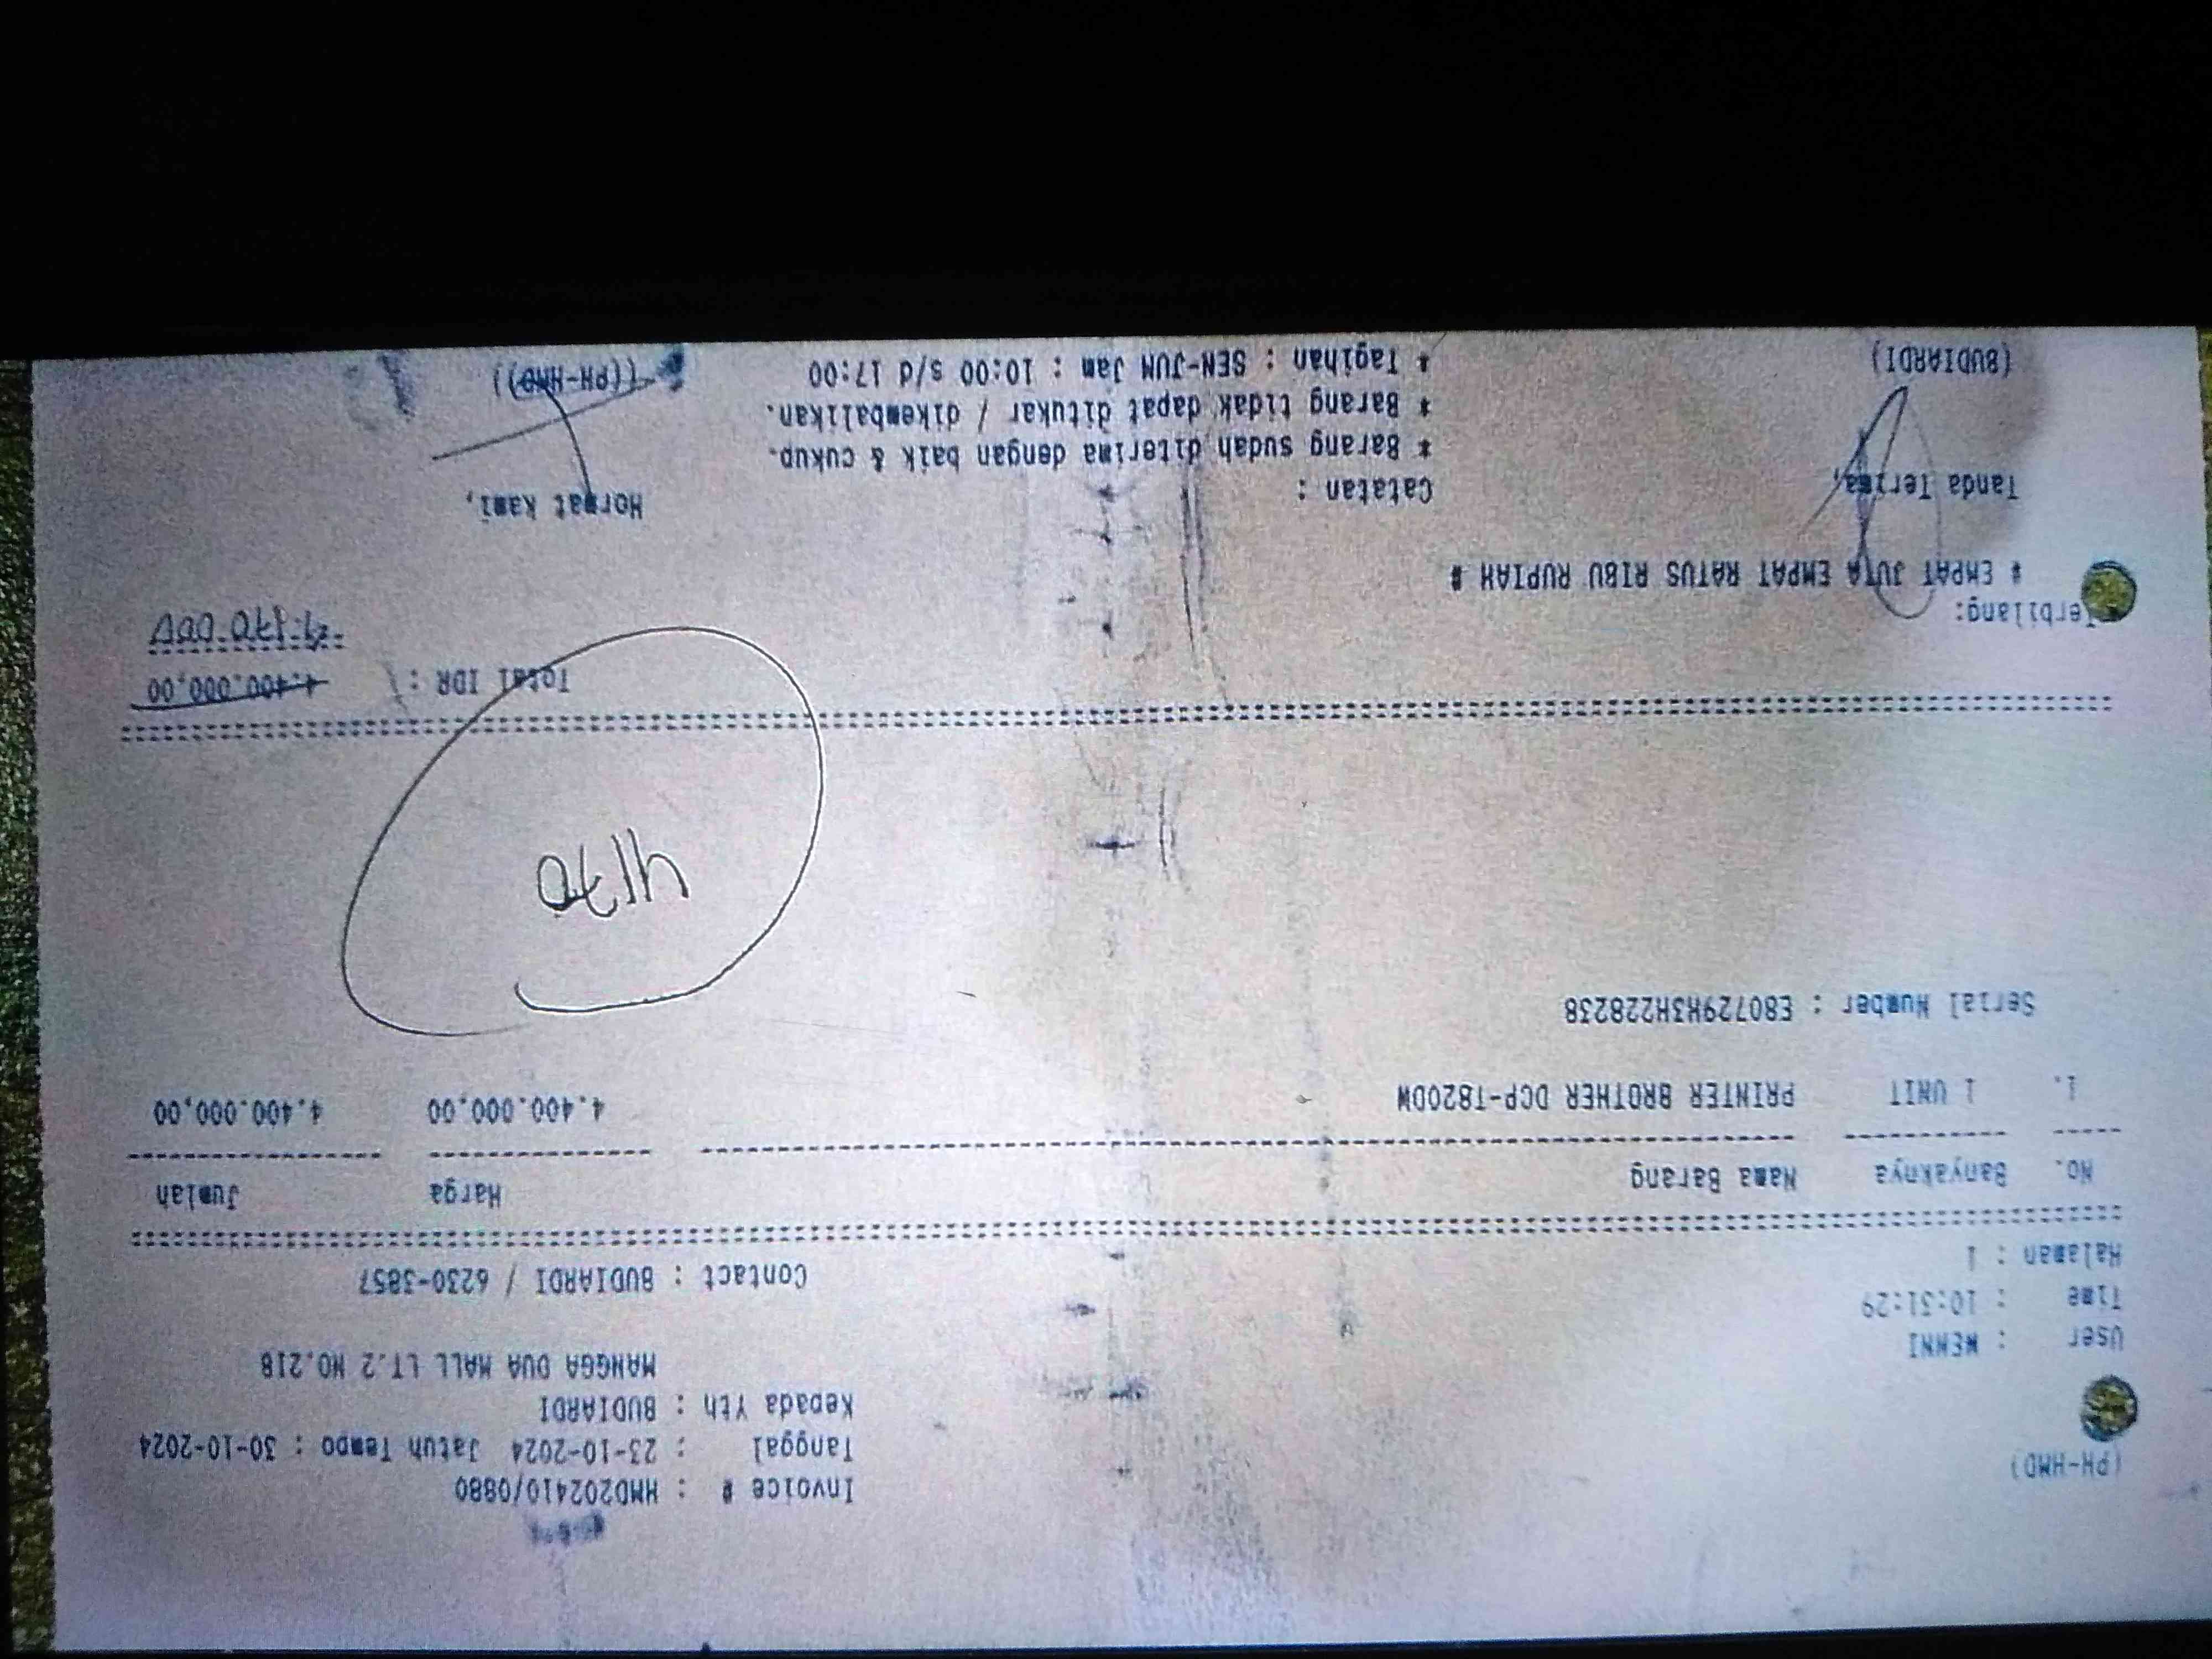 (PH-HMD)
Invoice # : HMD202410/0880
Tanggal : 23-10-2024 Jatuh Tempo : 30-10-2024
Kepada Yth : BUDIARDI
MANGGA DUA MALL LT.2 NO.218
User : WENNI
Time : 10:31:29
Halaman : 1
Contact : BUDIARDI / 6230-3857
No. Banyaknya Nama Barang Harga Jumlah
1. 1 UNIT PRINTER BROTHER DCP-T820DW 4.400.000,00 4.400.000,00
Serial Number : E80729H3H228238
4170
Total IDR : 4.400.000,00
4.170.000
Terbilang:
# EMPAT JUTA EMPAT RATUS RIBU RUPIAH #
Tanda Terima, Catatan : Hormat kami,
* Barang sudah diterima dengan baik & cukup.
* Barang tidak dapat ditukar / dikembalikan.
* Tagihan : SEN-JUM Jam : 10:00 s/d 17:00
(BUDIARDI) ((PH-HMD))